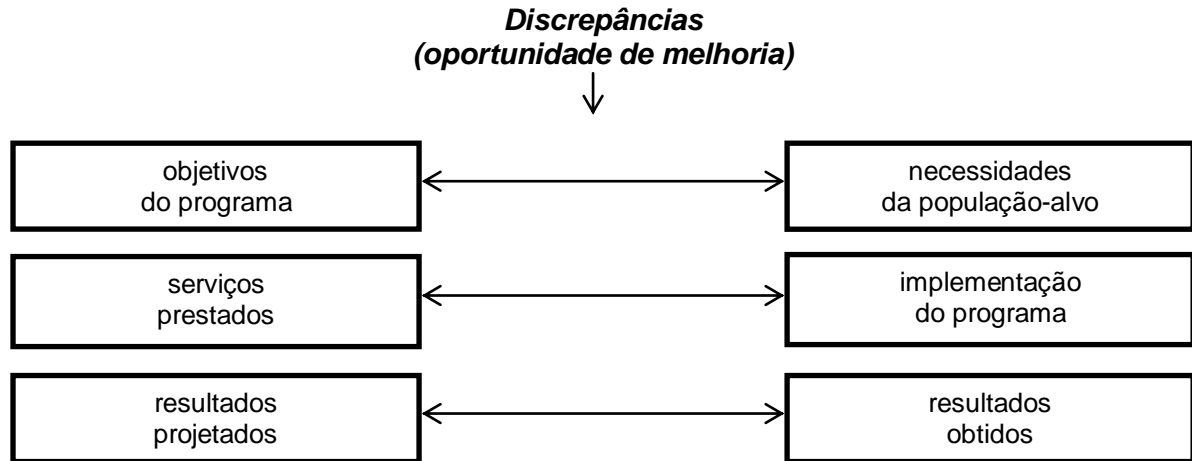 Discrepâncias
(oportunidade de melhoria)
objetivos
do programa
necessidades
da população-alvo
serviços
prestados
implementação
do programa
resultados
projetados
resultados
obtidos